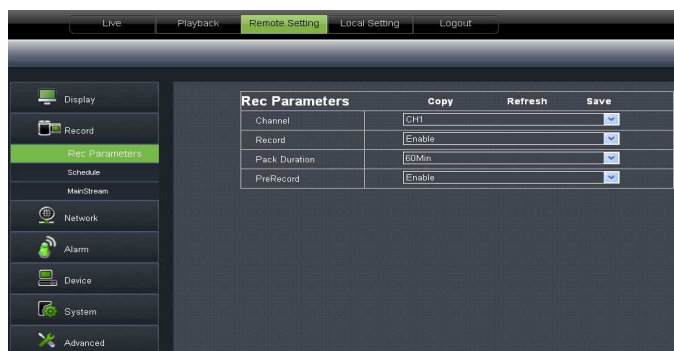 Live Playback Remote Setting Local Setting Logout
Display
Record
Rec Parameters
Schedule
MainStream
Network
Alarm
Device
System
Advanced
Rec Parameters Copy Refresh Save
Channel CH1
Record Enable
Pack Duration 60Min
PreRecord Enable